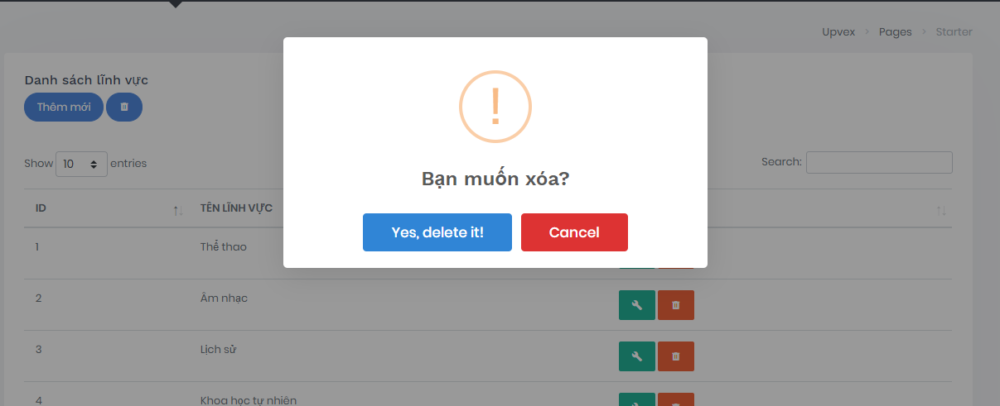 Upvex > Pages > Starter
Danh sách lĩnh vực
Thêm mới
Show 10 entries
Search:
ID TÊN LĨNH VỰC
1 Thể thao
2 Âm nhạc
3 Lịch sử
4 Khoa học tự nhiên
!
Bạn muốn xóa?
Yes, delete it! Cancel